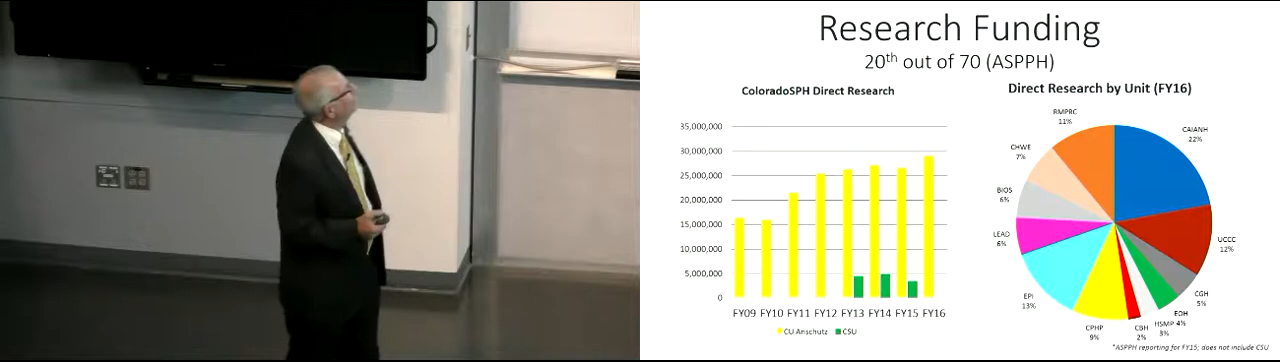 Research Funding
20th out of 70 (ASPPH)
ColoradoSPH Direct Research
35,000,000
30,000,000
25,000,000
20,000,000
15,000,000
10,000,000
5,000,000
0
FY09 FY10 FY11 FY12 FY13 FY14 FY15 FY16
CU Anschutz CSU
Direct Research by Unit (FY16)
CAIANH
22%
UCCC
12%
CGH
5%
EOH 4%
HSMP
3%
CBH
2%
CPHP
9%
EPI
13%
LEAD
6%
BIOS
6%
CHWE
7%
RMPRC
11%
*ASPPH reporting for FY15; does not include CSU